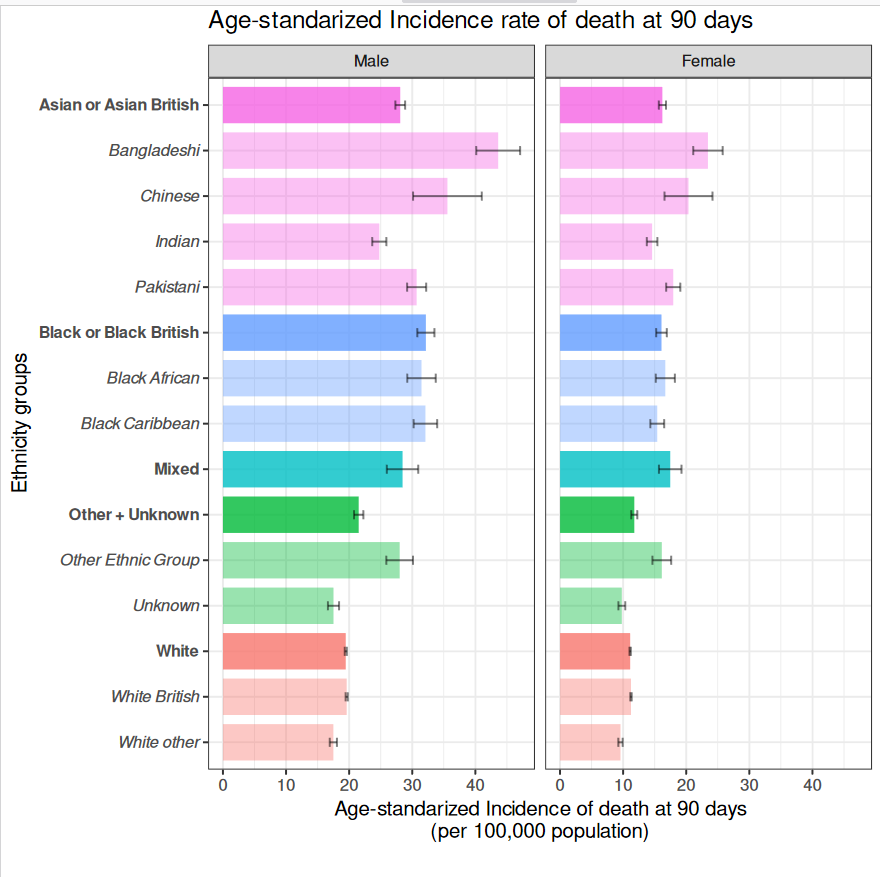 Age-standarized Incidence rate of death at 90 days
Male
Female
Ethnicity groups
Asian or Asian British
Bangladeshi
Chinese
Indian
Pakistani
Black or Black British
Black African
Black Caribbean
Mixed
Other + Unknown
Other Ethnic Group
Unknown
White
White British
White other
0 10 20 30 40
0 10 20 30 40
Age-standarized Incidence of death at 90 days
(per 100,000 population)